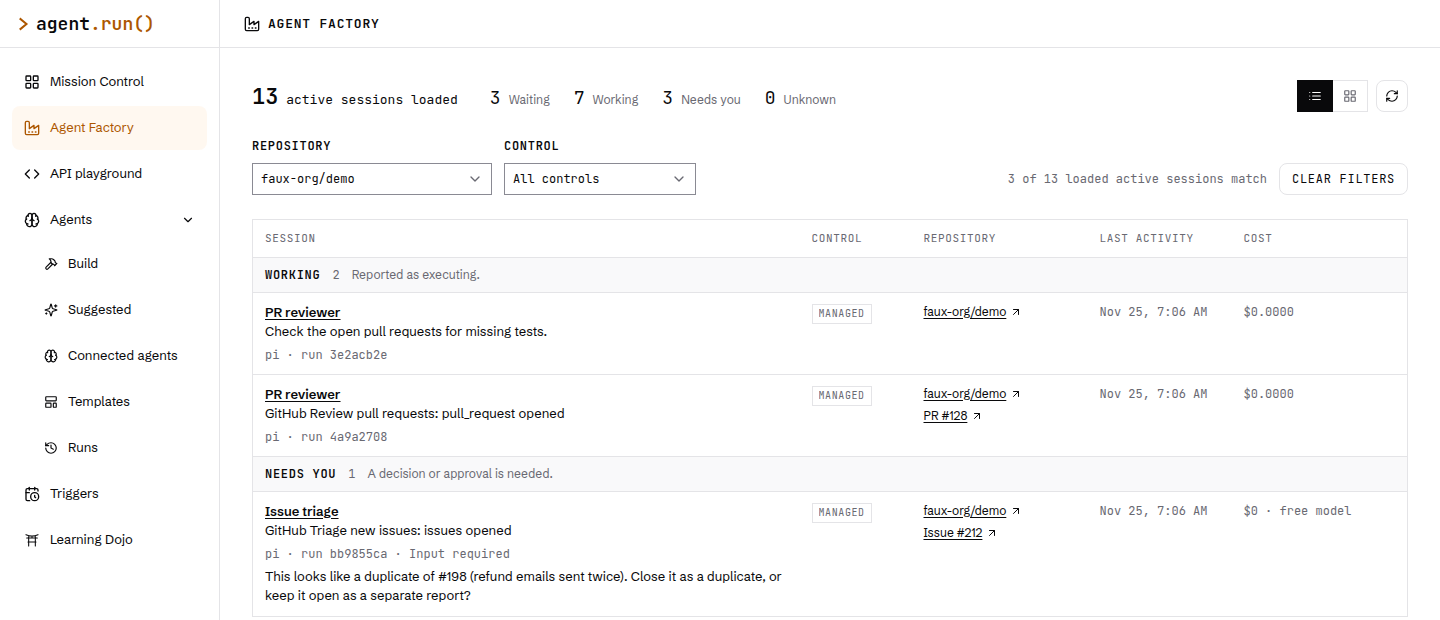 agent.run()
AGENT FACTORY
Mission Control
Agent Factory
API playground
Agents
Build
Suggested
Connected agents
Templates
Runs
Triggers
Learning Dojo
13 active sessions loaded 3 Waiting 7 Working 3 Needs you 0 Unknown
REPOSITORY CONTROL
faux-org/demo All controls 3 of 13 loaded active sessions match CLEAR FILTERS
SESSION CONTROL REPOSITORY LAST ACTIVITY COST
WORKING 2 Reported as executing.
PR reviewer MANAGED faux-org/demo Nov 25, 7:06 AM $0.0000
Check the open pull requests for missing tests.
pi · run 3e2acb2e
PR reviewer MANAGED faux-org/demo Nov 25, 7:06 AM $0.0000
GitHub Review pull requests: pull_request opened PR #128
pi · run 4a9a2708
NEEDS YOU 1 A decision or approval is needed.
Issue triage MANAGED faux-org/demo Nov 25, 7:06 AM $0 · free model
GitHub Triage new issues: issues opened Issue #212
pi · run bb9855ca · Input required
This looks like a duplicate of #198 (refund emails sent twice). Close it as a duplicate, or
keep it open as a separate report?